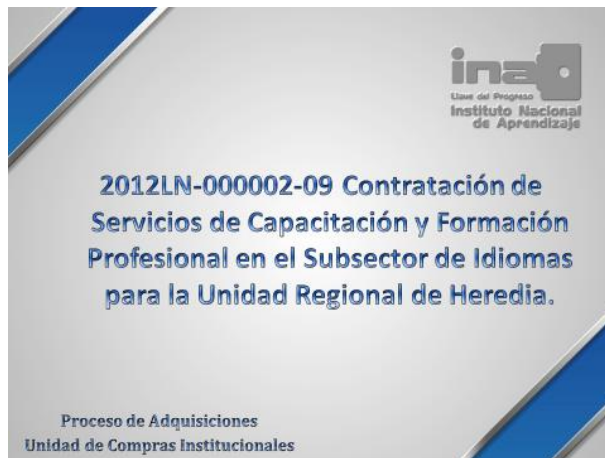 ina
Llave del Progreso
Instituto Nacional
de Aprendizaje
2012LN-000002-09 Contratación de
Servicios de Capacitación y Formación
Profesional en el Subsector de Idiomas
para la Unidad Regional de Heredia.
Proceso de Adquisiciones
Unidad de Compras Institucionales